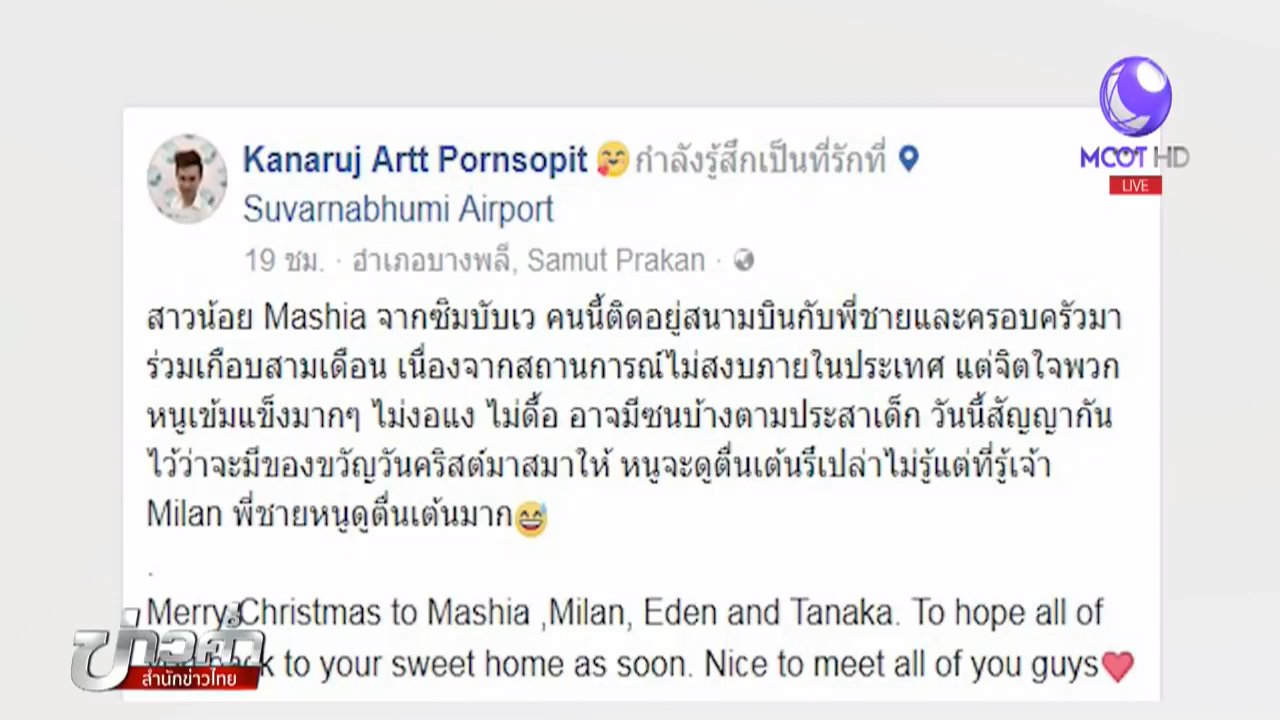 Kanaruj Artt Pornsopit 🥰 กำลังรู้สึกเป็นที่รักที่
Suvarnabhumi Airport
19 ชม. · อำเภอบางพลี, Samut Prakan ·
MCOT HD
LIVE
สาวน้อย Mashia จากซิมบับเว คนนี้ติดอยู่สนามบินกับพี่ชายและครอบครัวมา
ร่วมเกือบสามเดือน เนื่องจากสถานการณ์ไม่สงบภายในประเทศ แต่จิตใจพวก
หนูเข้มแข็งมากๆ ไม่งอแง ไม่ดื้อ อาจมีซนบ้างตามประสาเด็ก วันนี้สัญญากัน
ไว้ว่าจะมีของขวัญวันคริสต์มาสมาให้ หนูจะดูตื่นเต้นรึเปล่าไม่รู้แต่ที่รู้เจ้า
Milan พี่ชายหนูดูตื่นเต้นมาก😅
.
Merry Christmas to Mashia ,Milan, Eden and Tanaka. To hope all of
to your sweet home as soon. Nice to meet all of you guys❤
ข่าวค่ำ
สำนักข่าวไทย